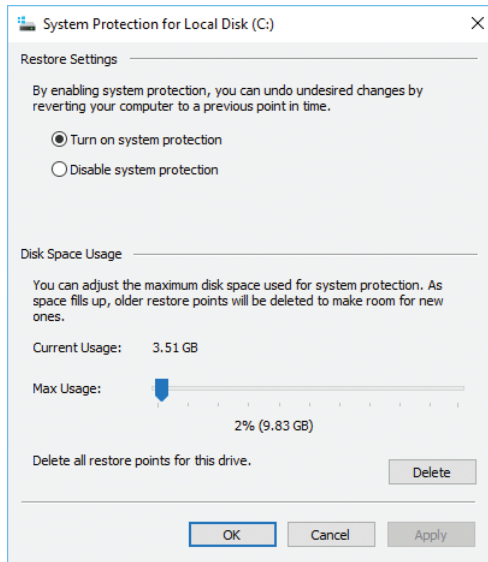 System Protection for Local Disk (C:)
Restore Settings
By enabling system protection, you can undo undesired changes by
reverting your computer to a previous point in time.
Turn on system protection
Disable system protection
Disk Space Usage
You can adjust the maximum disk space used for system protection. As
space fills up, older restore points will be deleted to make room for new
ones.
Current Usage: 3.51 GB
Max Usage:
2% (9.83 GB)
Delete all restore points for this drive.
Delete
OK Cancel Apply